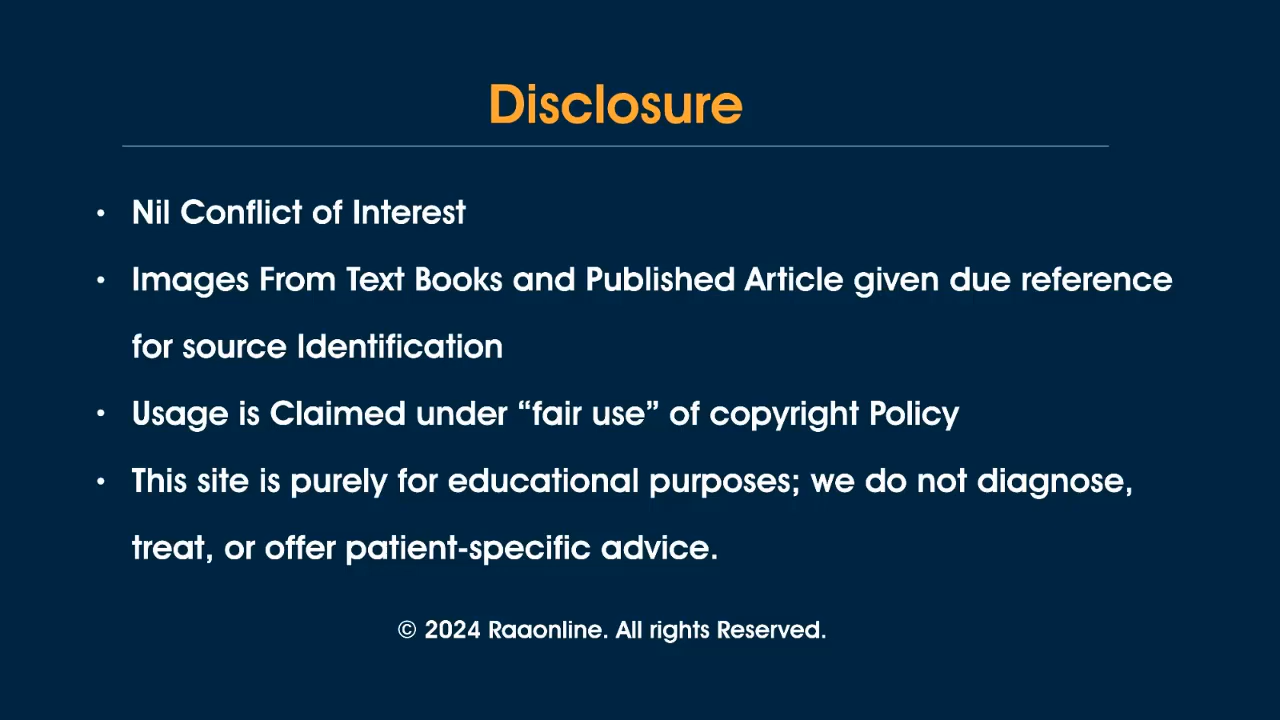 Disclosure
• Nil Conflict of Interest
• Images From Text Books and Published Article given due reference
for source Identification
• Usage is Claimed under “fair use” of copyright Policy
• This site is purely for educational purposes; we do not diagnose,
treat, or offer patient-specific advice.
© 2024 Raaonline. All rights Reserved.